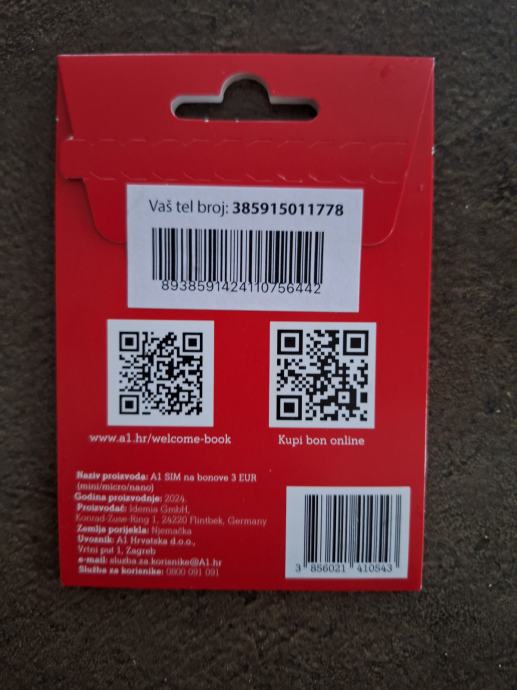 Vaš tel broj: 385915011778
8938591424110756442
www.a1.hr/welcome-book
Kupi bon online
Naziv proizvoda: A1 SIM na bonove 3 EUR
(mini/micro/nano)
Godina proizvodnje: 2024.
Proizvođač: Idemia GmbH,
Konrad-Zuse-Ring 1, 24220 Flintbek, Germany
Zemlja porijekla: Njemačka
Uvoznik: A1 Hrvatska d.o.o.,
Vrtni put 1, Zagreb
e-mail: sluzba.za.korisnike@A1.hr
Služba za korisnike: 0800 091 091
3 856021 410543